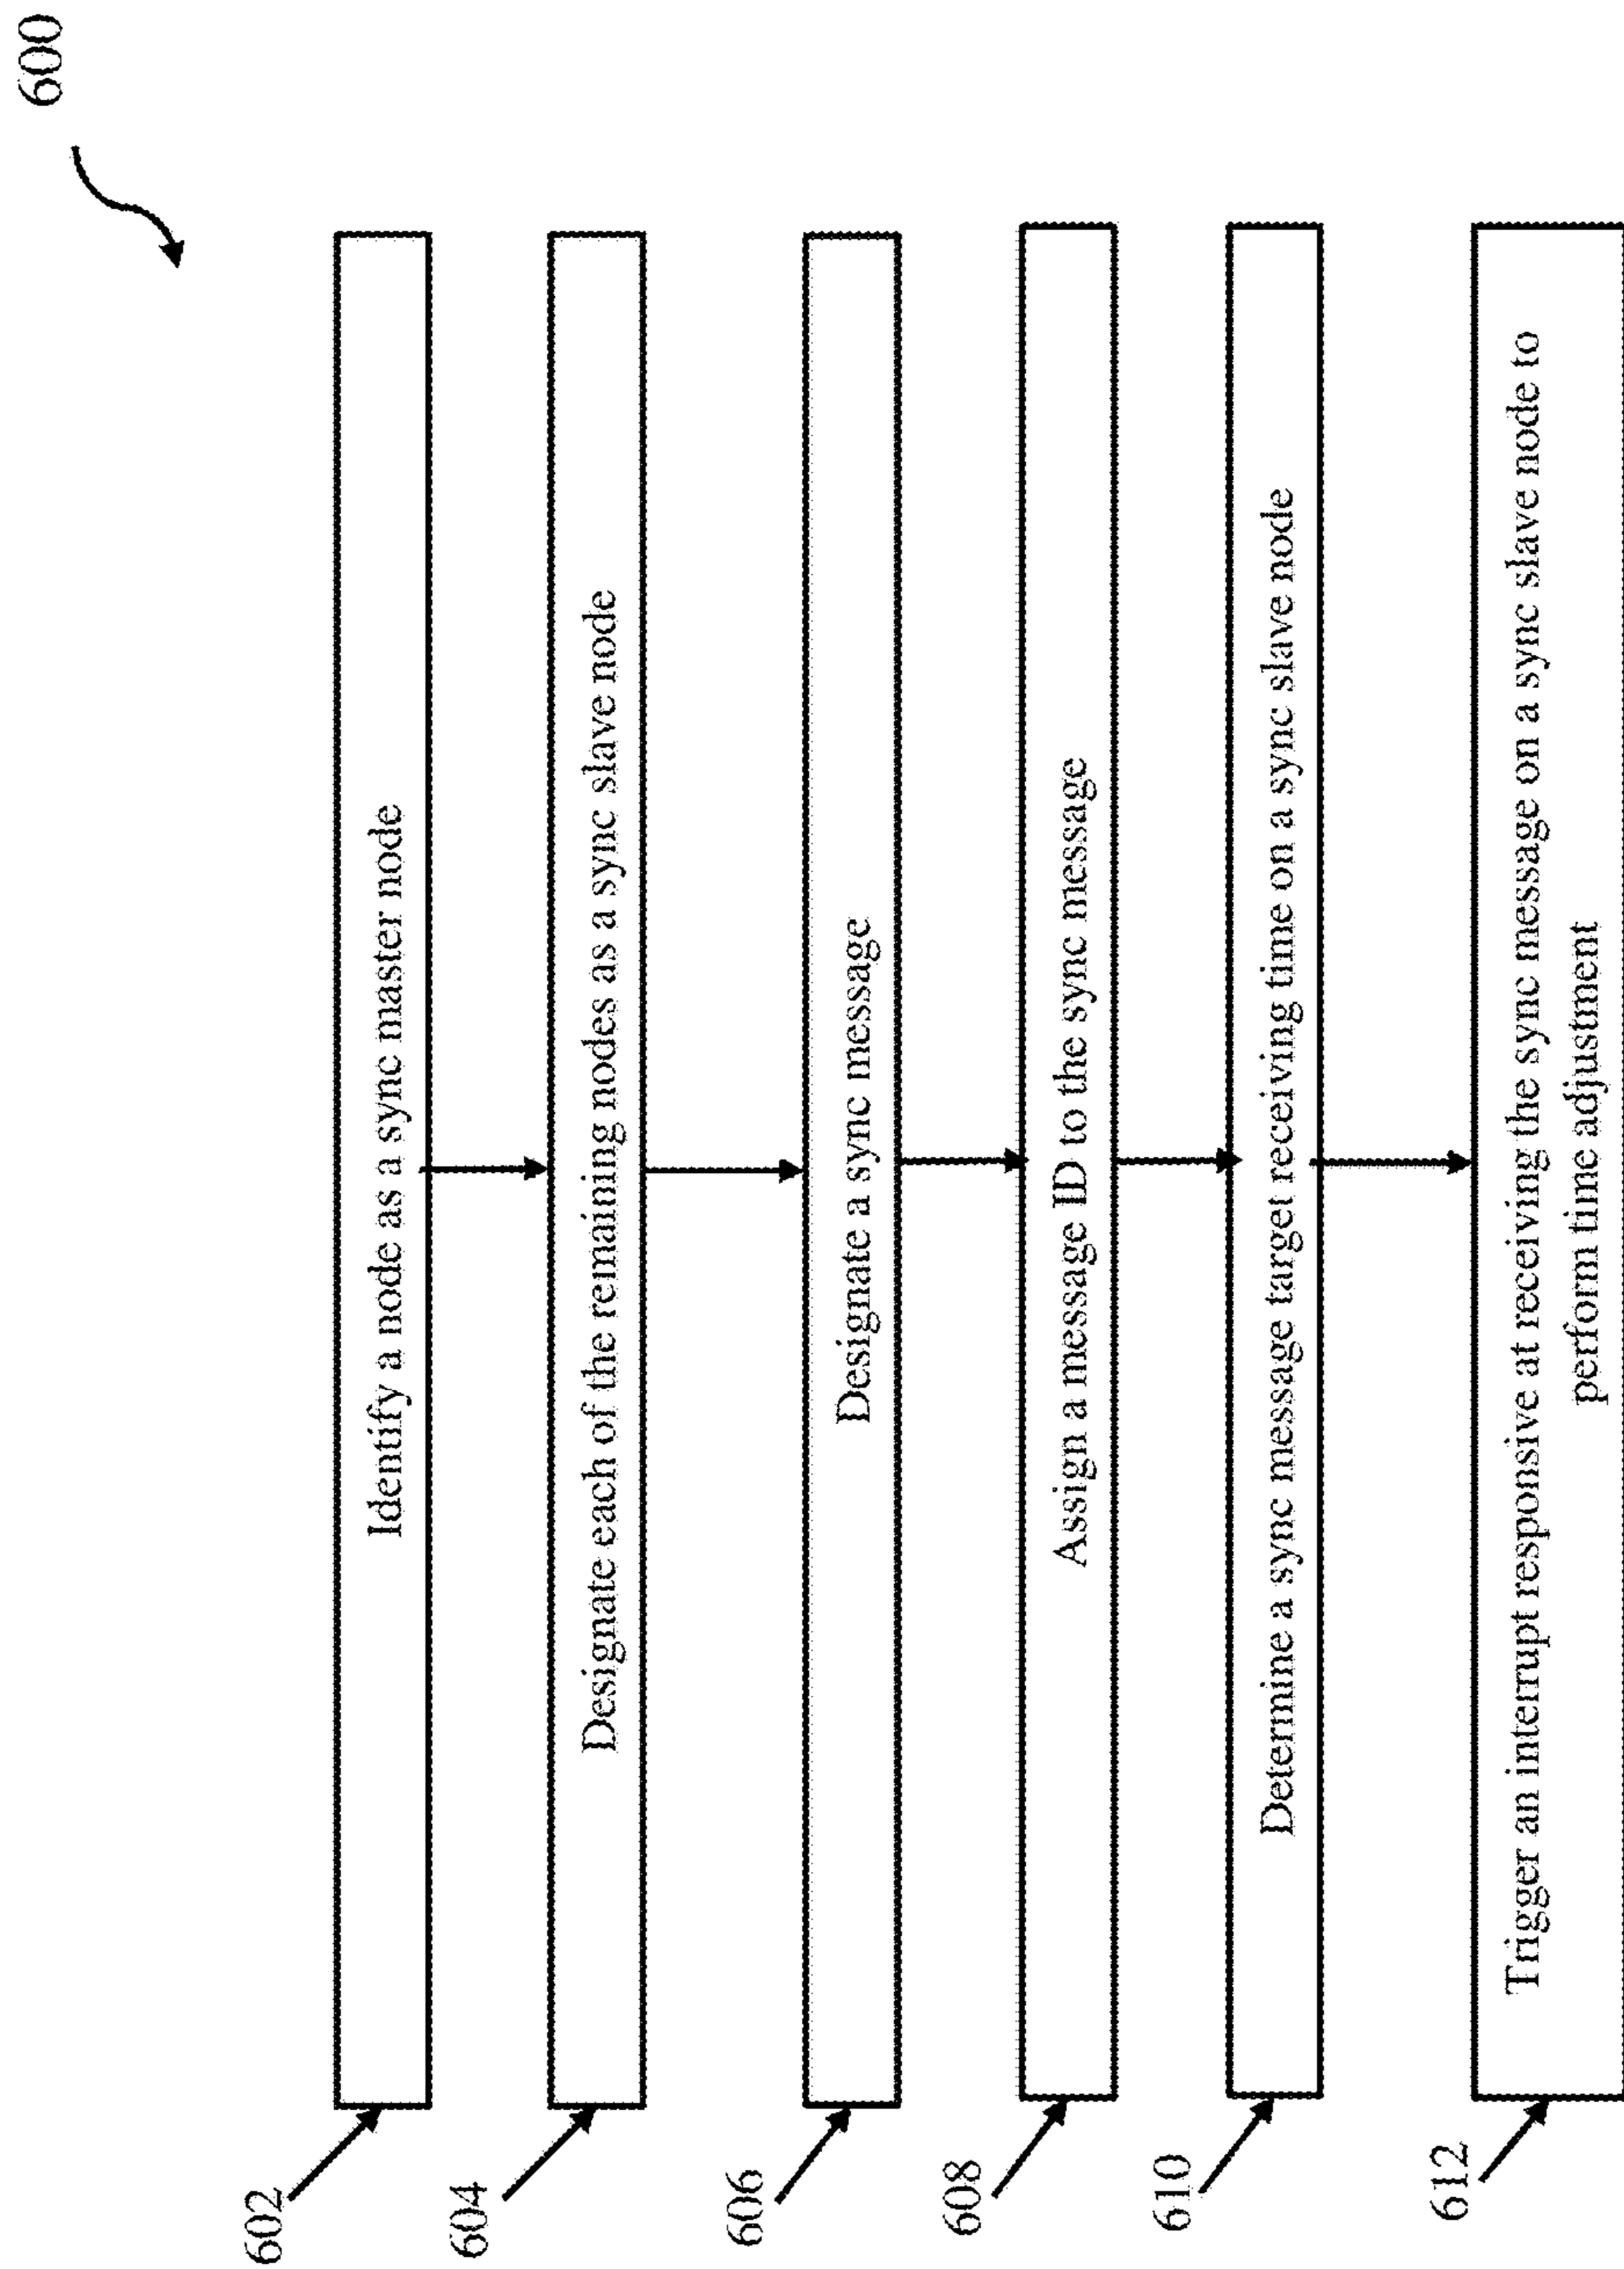 600
602
Identify a node as a sync master node
604
Designate each of the remaining nodes as a sync slave node
606
Designate a sync message
608
Assign a message ID to the sync message
610
Determine a sync message target receiving time on a sync slave node
612
Trigger an interrupt responsive at receiving the sync message on a sync slave node to
perform time adjustment